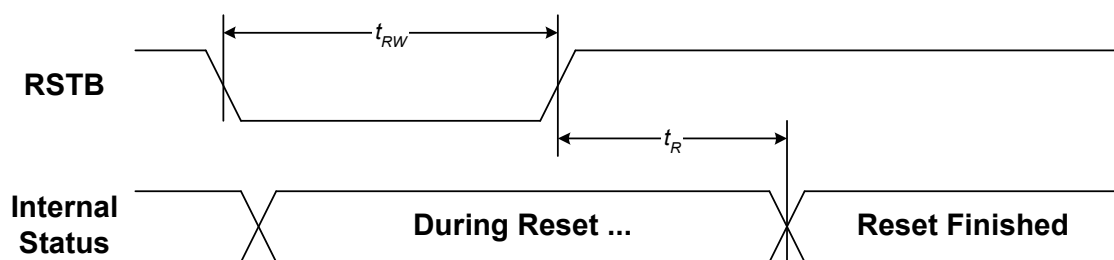 t_RW
RSTB
t_R
Internal
Status
During Reset ...
Reset Finished